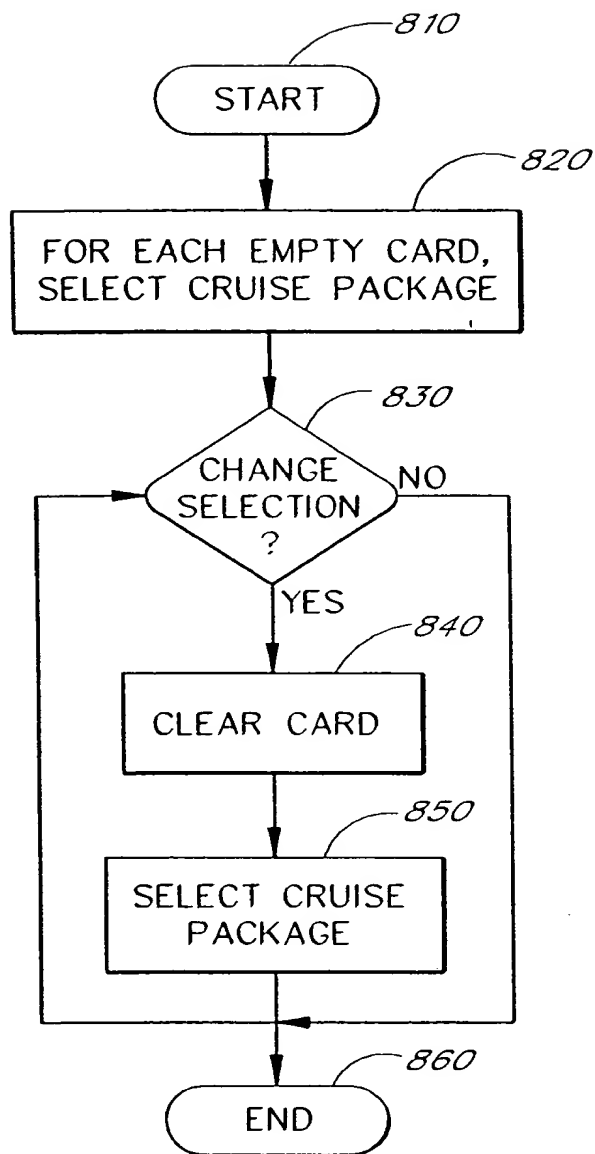 810
START
820
FOR EACH EMPTY CARD,
SELECT CRUISE PACKAGE
830
CHANGE
SELECTION
?
NO
YES
840
CLEAR CARD
850
SELECT CRUISE
PACKAGE
860
END